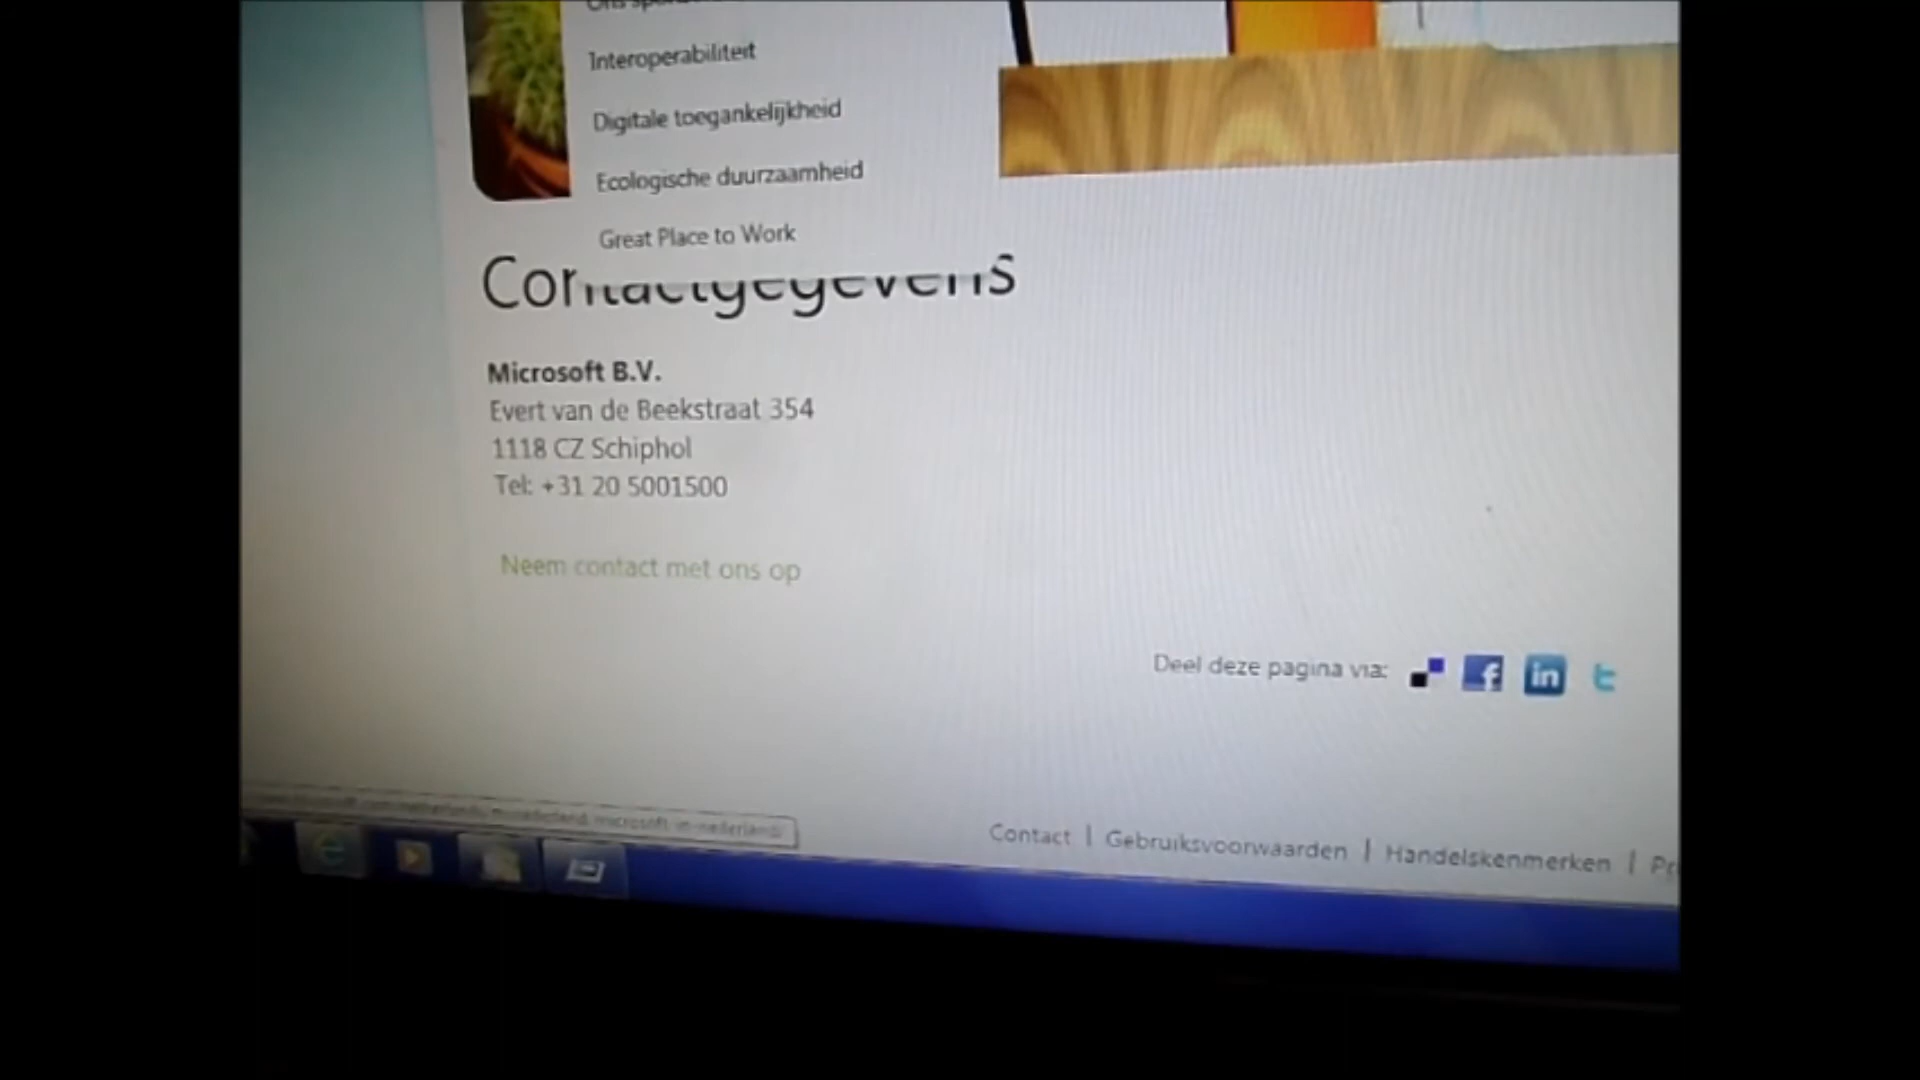 Interoperabiliteit
Digitale toegankelijkheid
Ecologische duurzaamheid
Great Place to Work
Contactgegevens
Microsoft B.V.
Evert van de Beekstraat 354
1118 CZ Schiphol
Tel: +31 20 5001500
Neem contact met ons op
Deel deze pagina via:
Contact | Gebruiksvoorwaarden | Handelskenmerken |